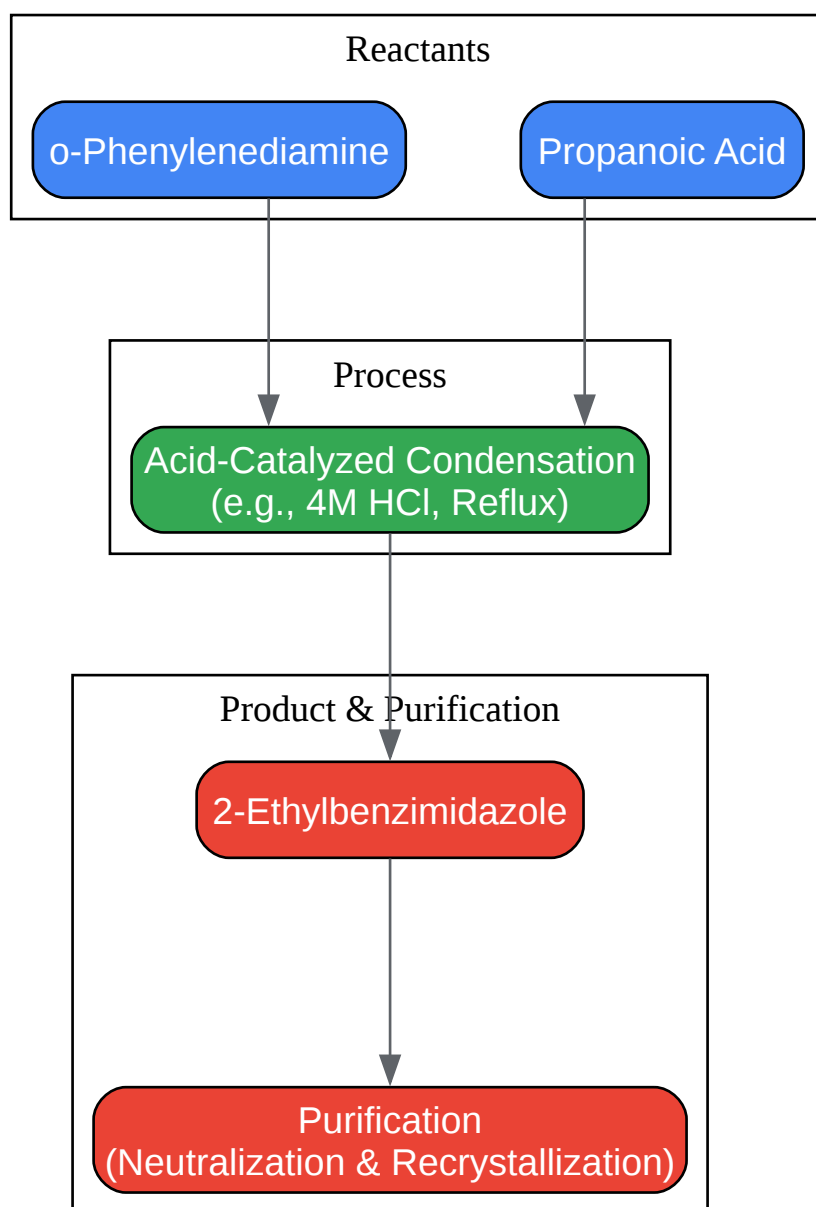 Reactants
o-Phenylenediamine
Propanoic Acid
Process
Acid-Catalyzed Condensation
(e.g., 4M HCl, Reflux)
Product & Purification
2-Ethylbenzimidazole
Purification
(Neutralization & Recrystallization)